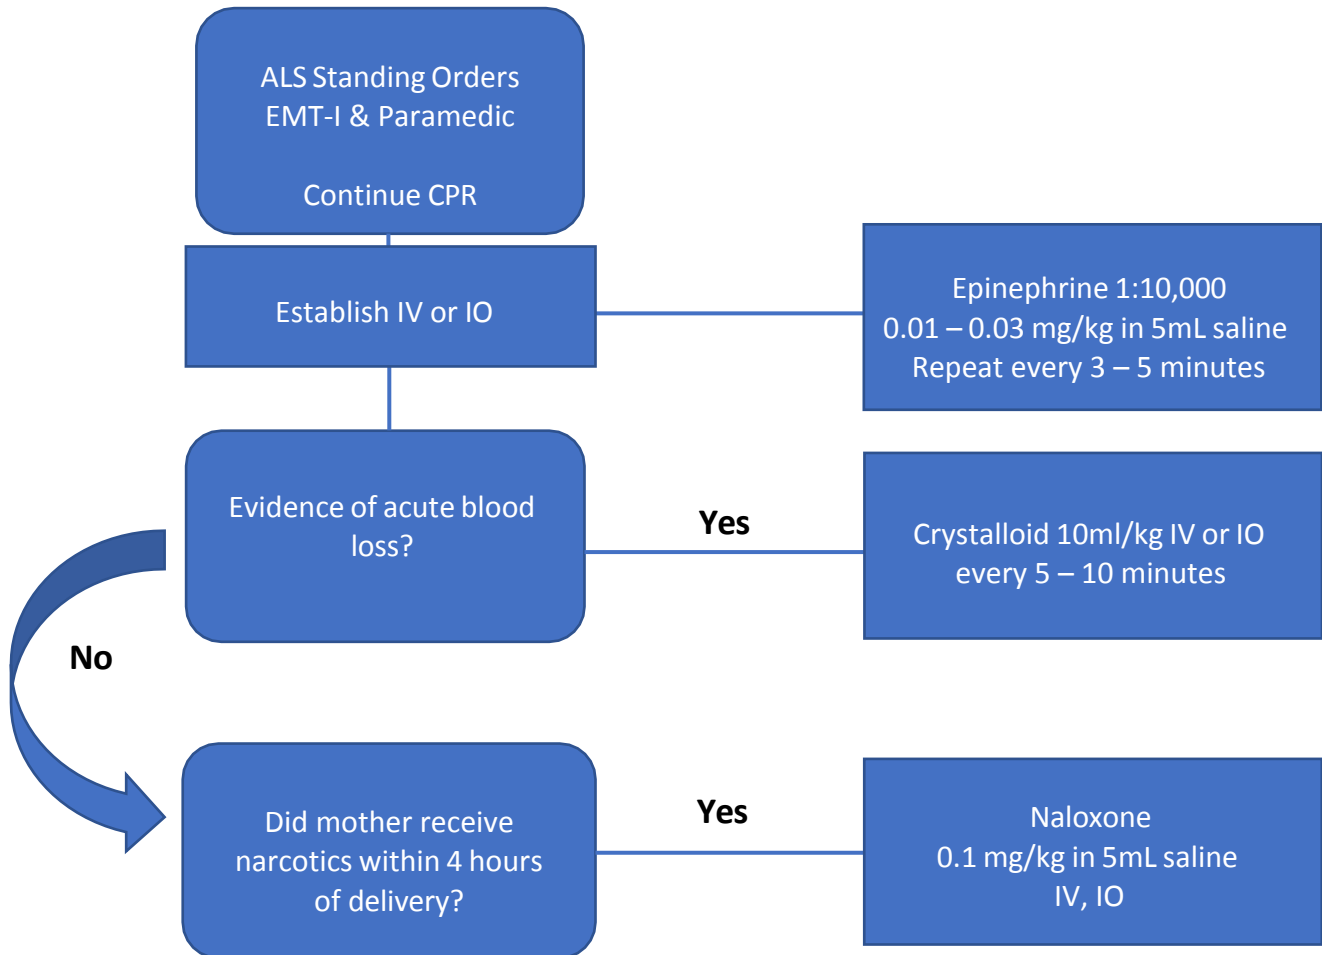 ALS Standing Orders
EMT-I & Paramedic
Continue CPR
Establish IV or IO
Epinephrine 1:10,000
0.01 – 0.03 mg/kg in 5mL saline
Repeat every 3 – 5 minutes
Evidence of acute blood
loss?
Yes
Crystalloid 10ml/kg IV or IO
every 5 – 10 minutes
No
Did mother receive
narcotics within 4 hours
of delivery?
Yes
Naloxone
0.1 mg/kg in 5mL saline
IV, IO